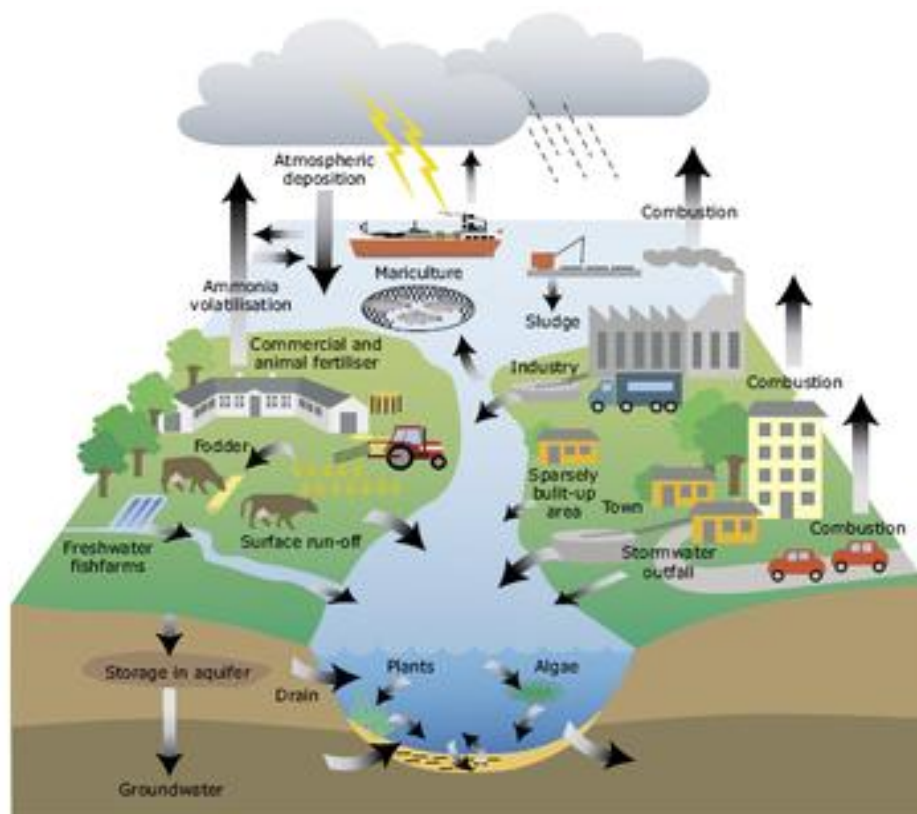 Atmospheric
deposition
Combustion
Mariculture
Ammonia
volatilisation
Sludge
Commercial and
animal fertiliser
Industry
Combustion
Fodder
Sparsely
built-up
area
Town
Combustion
Freshwater
fishfarms
Surface run-off
Stormwater
outfall
Storage in aquifer
Plants
Algae
Drain
Groundwater